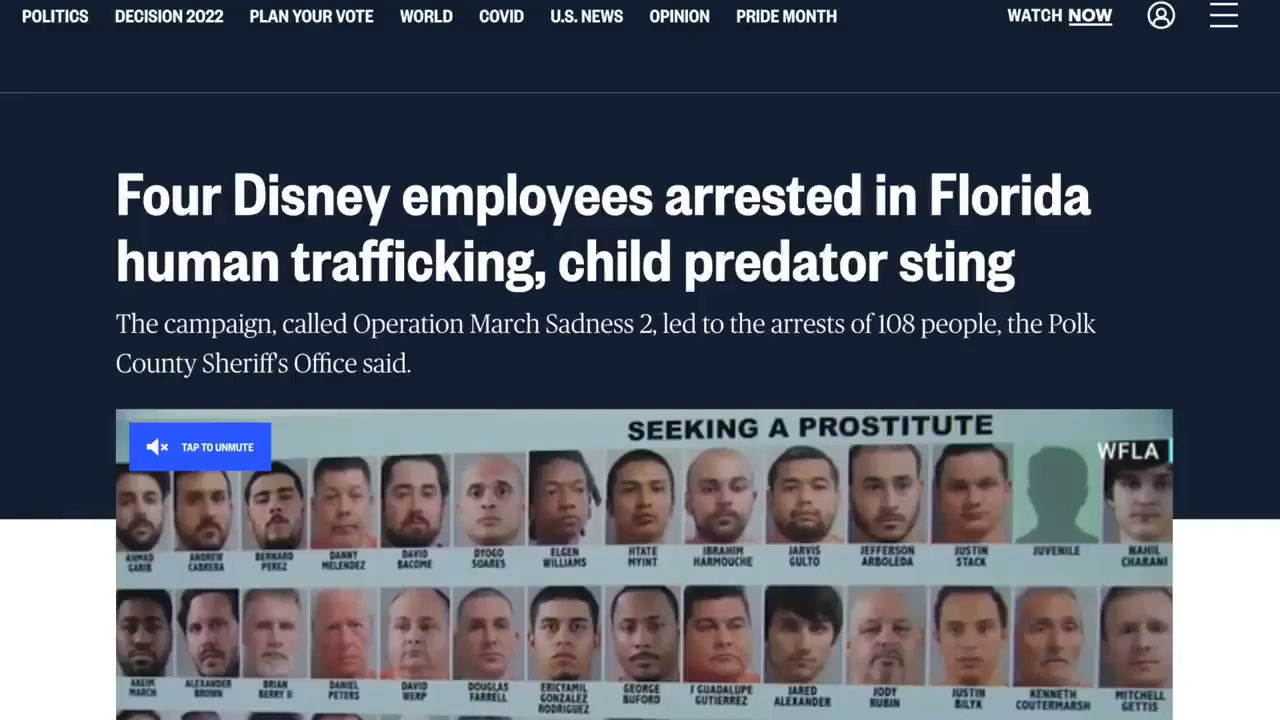 POLITICS DECISION 2022 PLAN YOUR VOTE WORLD COVID U.S. NEWS OPINION PRIDE MONTH WATCH NOW
Four Disney employees arrested in Florida
human trafficking, child predator sting
The campaign, called Operation March Sadness 2, led to the arrests of 108 people, the Polk
County Sheriff's Office said.
TAP TO UNMUTE
SEEKING A PROSTITUTE
WFLA
AHMAD GARIB
ANDREW CABRERA
BERNARD PEREZ
DANNY MELENDEZ
DAVID BACOME
DYOGO SOARES
ELGEN WILLIAMS
HTATE MYINT
IBRAHIM HARMOUCHE
JARVIS GULTO
JEFFERSON ARBOLEDA
JUSTIN STACK
JUVENILE
NAHIL CHARANI
AKEIM MARCH
ALEXANDER BROWN
BRIAN BERRY II
DANIEL PETERS
DAVID WERP
DOUGLAS FARRELL
ERICYAMIL GONZALEZ RODRIGUEZ
GEORGE BUFORD
J GUADALUPE GUTIERREZ
JARED ALEXANDER
JODY RUBIN
JUSTIN BILYK
KENNETH COUTERMARSH
MITCHELL GETTIS